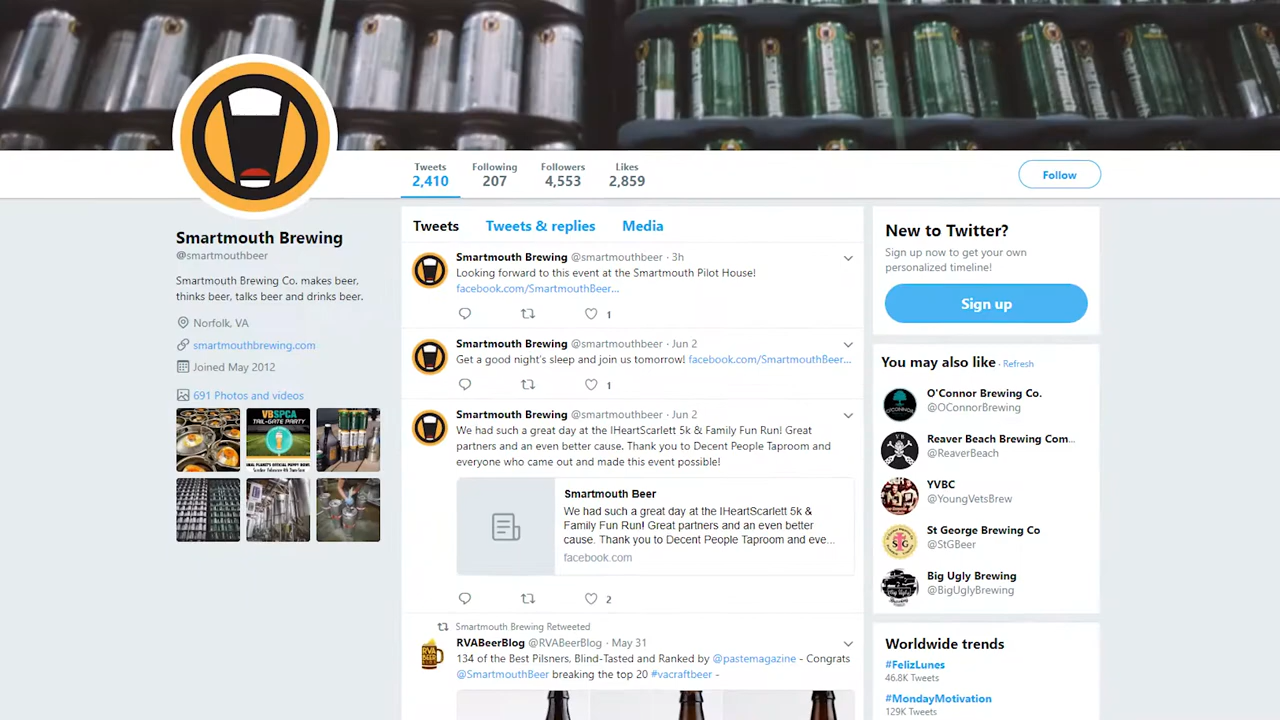 Tweets Following Followers Likes
2,410 207 4,553 2,859
Follow
Smartmouth Brewing
@smartmouthbeer
Smartmouth Brewing Co. makes beer,
thinks beer, talks beer and drinks beer.
Norfolk, VA
smartmouthbrewing.com
Joined May 2012
691 Photos and videos
VBSPCA
TAIL-GATE PARTY
Tweets Tweets & replies Media
Smartmouth Brewing @smartmouthbeer · 3h
Looking forward to this event at the Smartmouth Pilot House!
facebook.com/SmartmouthBeer...
1
Smartmouth Brewing @smartmouthbeer · Jun 2
Get a good night's sleep and join us tomorrow! facebook.com/SmartmouthBeer...
1
Smartmouth Brewing @smartmouthbeer · Jun 2
We had such a great day at the IHeartScarlett 5k & Family Fun Run! Great
partners and an even better cause. Thank you to Decent People Taproom and
everyone who came out and made this event possible!
Smartmouth Beer
We had such a great day at the IHeartScarlett 5k &
Family Fun Run! Great partners and an even better
cause. Thank you to Decent People Taproom and eve...
facebook.com
2
Smartmouth Brewing Retweeted
RVABeerBlog @RVABeerBlog · May 31
134 of the Best Pilsners, Blind-Tasted and Ranked by @pastemagazine - Congrats
@SmartmouthBeer breaking the top 20 #vacraftbeer -
New to Twitter?
Sign up now to get your own
personalized timeline!
Sign up
You may also like · Refresh
O'Connor Brewing Co.
@OConnorBrewing
Reaver Beach Brewing Com...
@ReaverBeach
YVBC
@YoungVetsBrew
St George Brewing Co
@StGBeer
Big Ugly Brewing
@BigUglyBrewing
Worldwide trends
#FelizLunes
46.8K Tweets
#MondayMotivation
129K Tweets